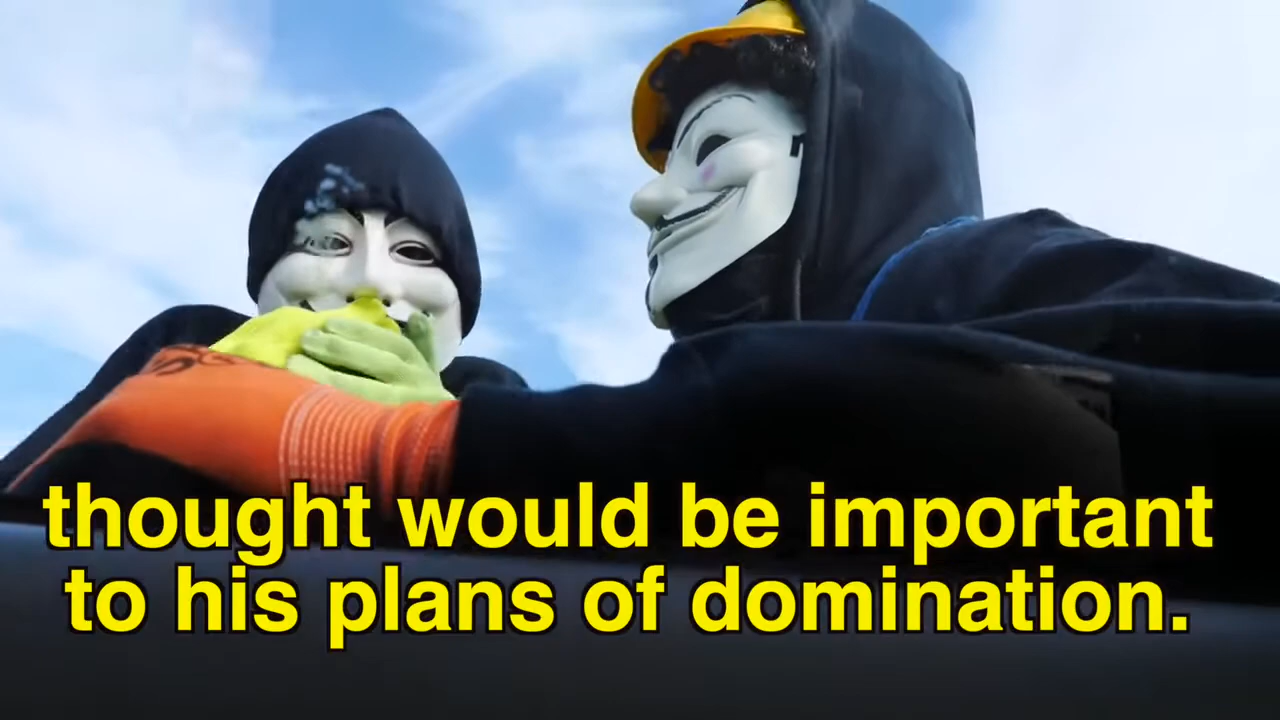 thought would be important
to his plans of domination.